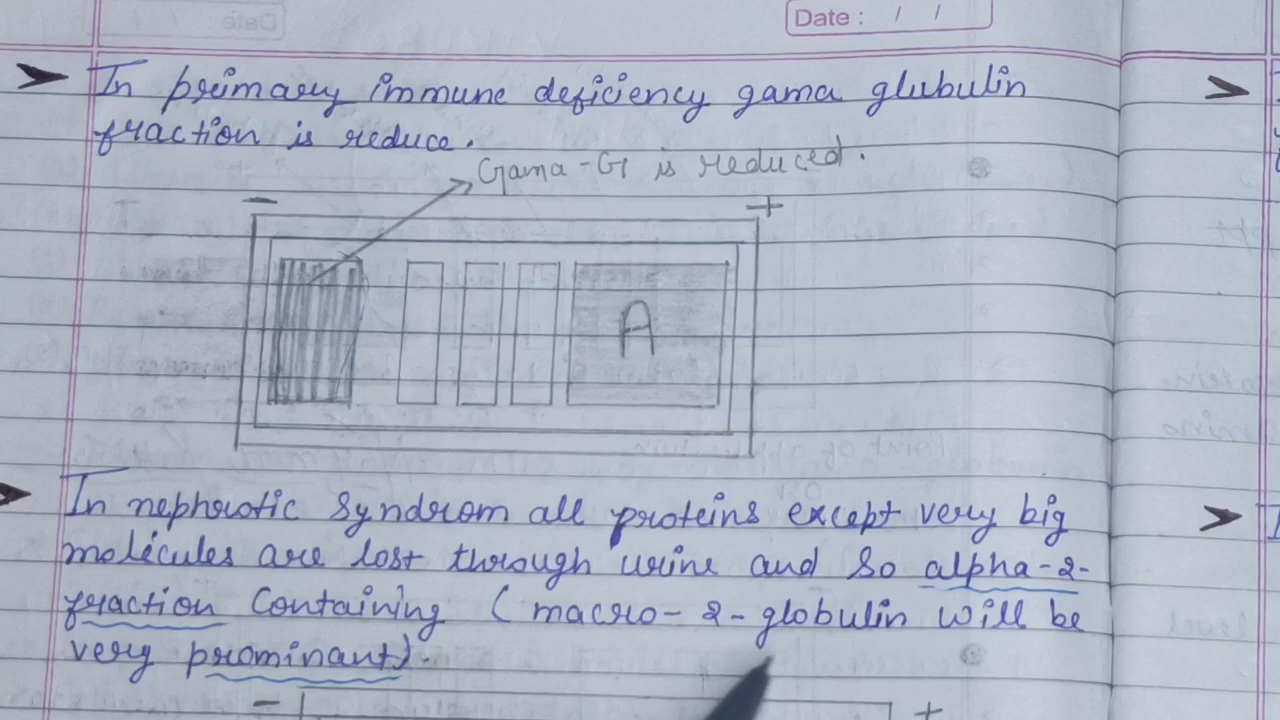 Date : / /
➤ In primary immune deficiency gama glubulin
fraction is reduce.
Gama-G is reduced.
- +
A
➤ In nephrotic Syndrom all proteins except very big
molécules are lost through urine and so alpha-2-
fraction Containing (macro-2-globulin will be
very prominant).
- +